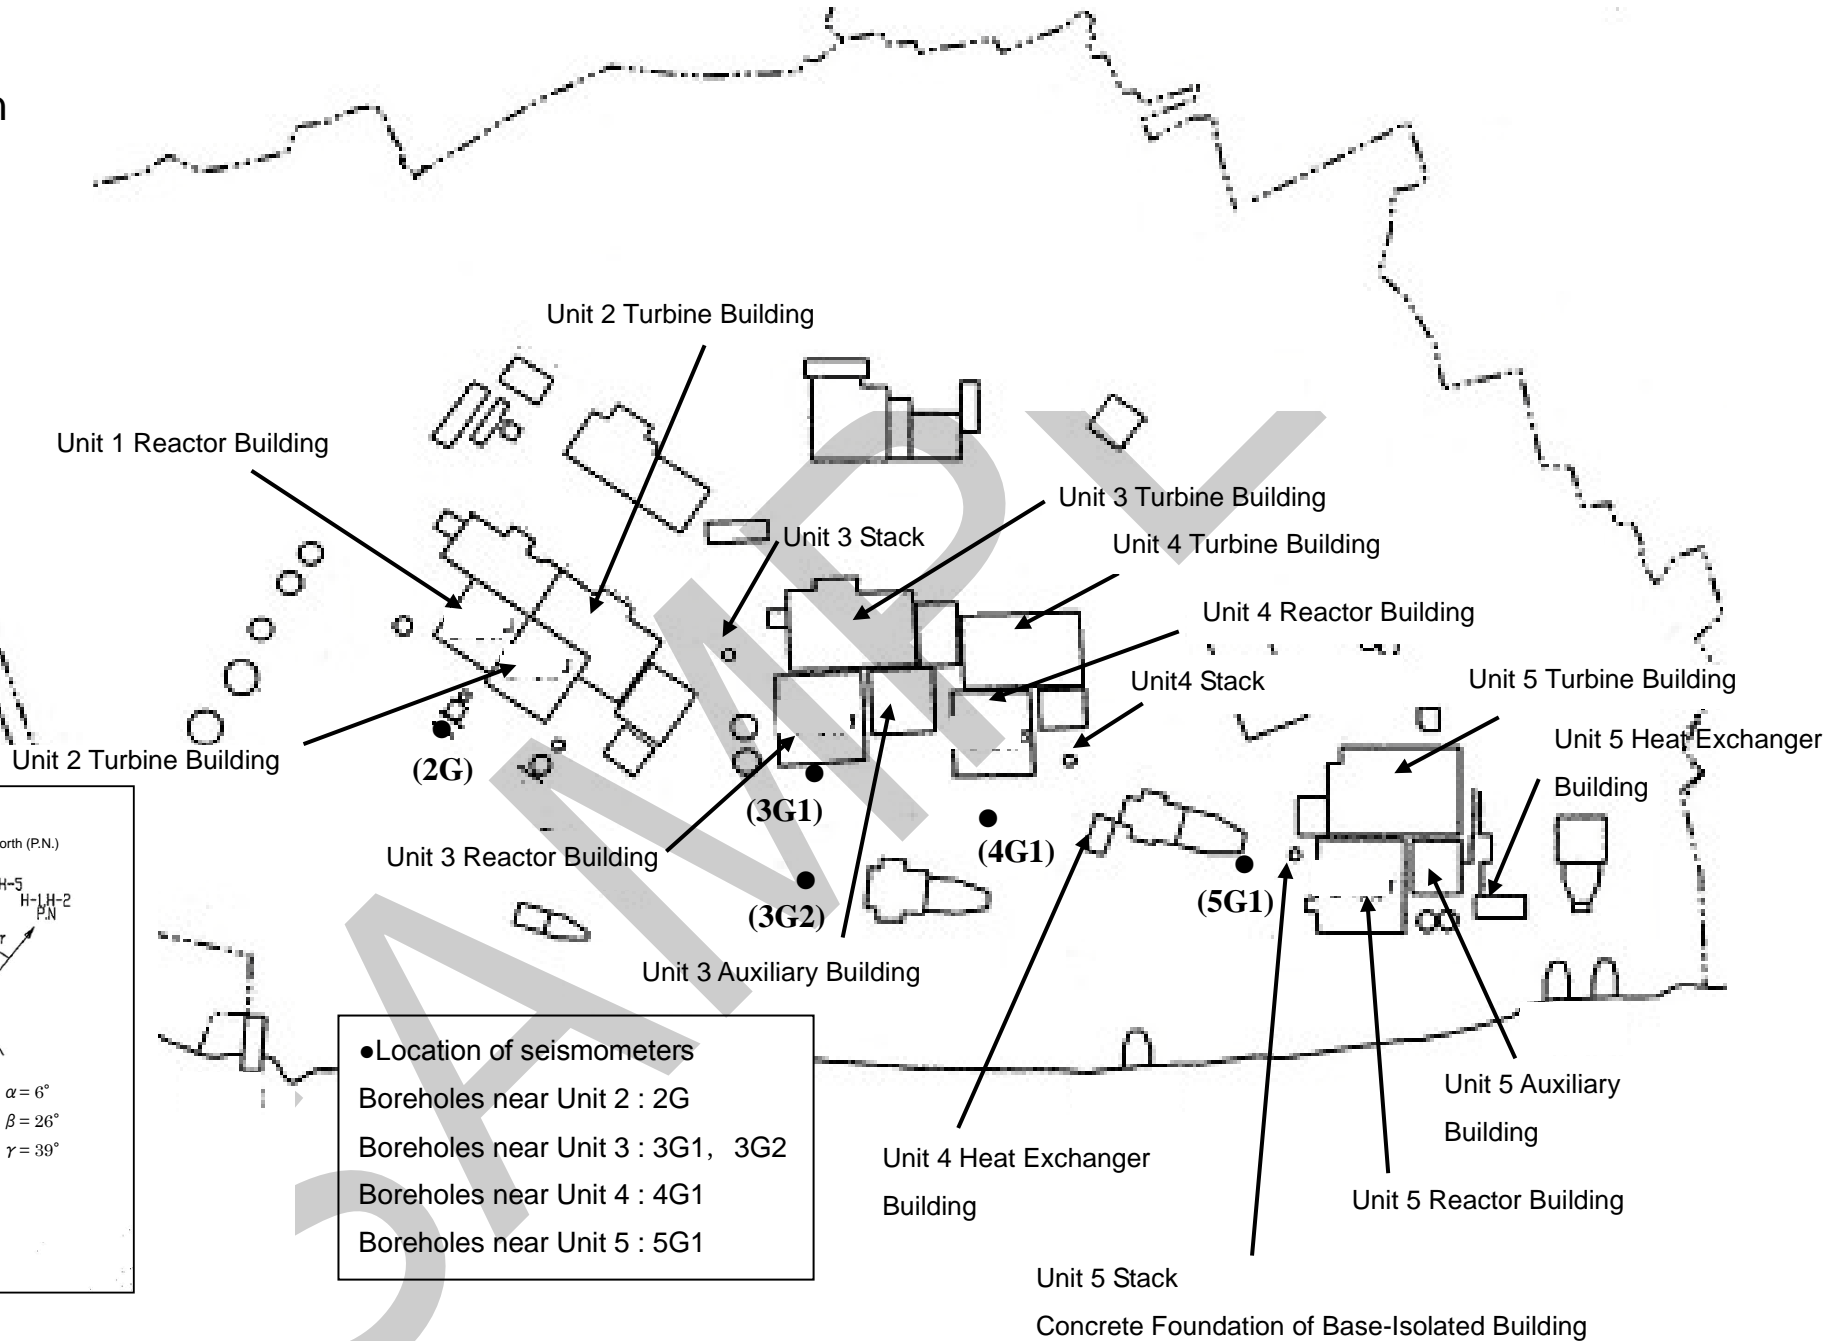 Unit 2 Turbine Building
Unit 1 Reactor Building
Unit 3 Turbine Building
Unit 3 Stack
Unit 4 Turbine Building
Unit 4 Reactor Building
Unit4 Stack
Unit 5 Turbine Building
Unit 5 Heat Exchanger
Building
Unit 2 Turbine Building
(2G)
(3G1)
(4G1)
(5G1)
(3G2)
Unit 3 Reactor Building
Unit 3 Auxiliary Building
orth (P.N.)
H-5
H-1,H-2
P.N
γ
α = 6°
β = 26°
γ = 39°
●Location of seismometers
Boreholes near Unit 2 : 2G
Boreholes near Unit 3 : 3G1, 3G2
Boreholes near Unit 4 : 4G1
Boreholes near Unit 5 : 5G1
Unit 4 Heat Exchanger
Building
Unit 5 Auxiliary
Building
Unit 5 Reactor Building
Unit 5 Stack
Concrete Foundation of Base-Isolated Building
SAMPL